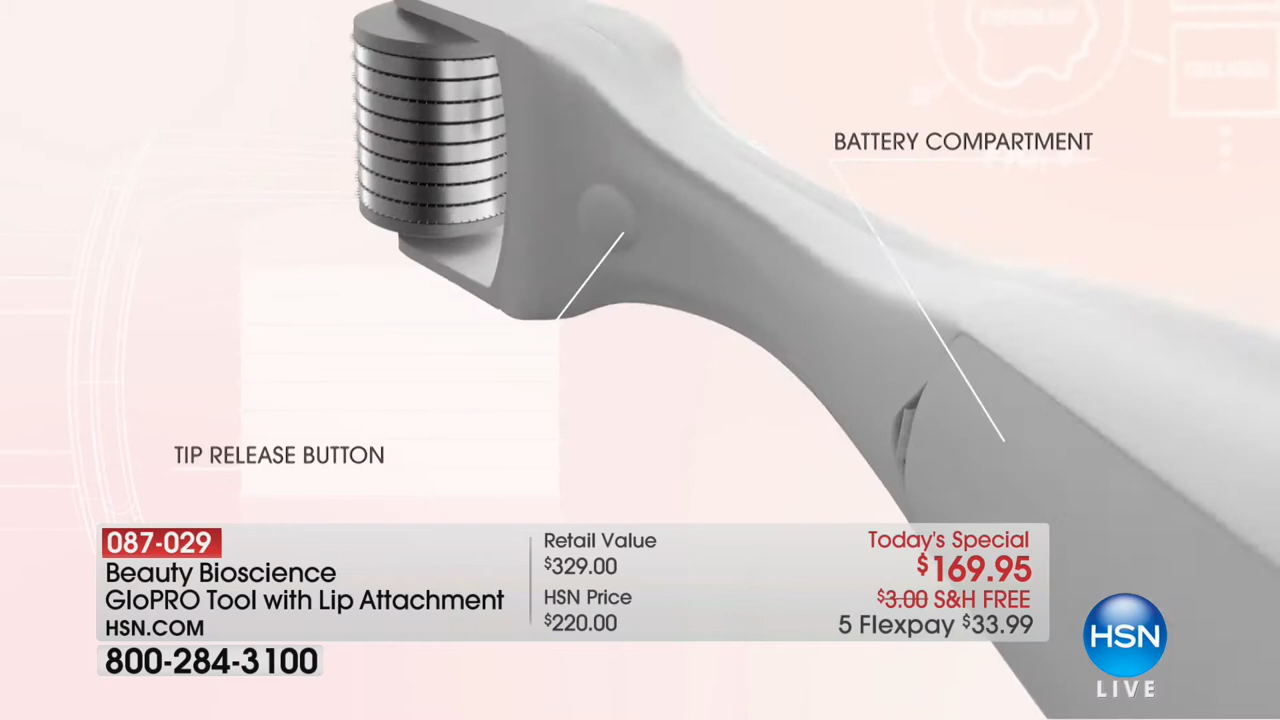 BATTERY COMPARTMENT
TIP RELEASE BUTTON
087-029
Beauty Bioscience
GloPRO Tool with Lip Attachment
HSN.COM
800-284-3100
Retail Value
$329.00
HSN Price
$220.00
Today's Special
$169.95
$3.00 S&H FREE
5 Flexpay $33.99
HSN
LIVE